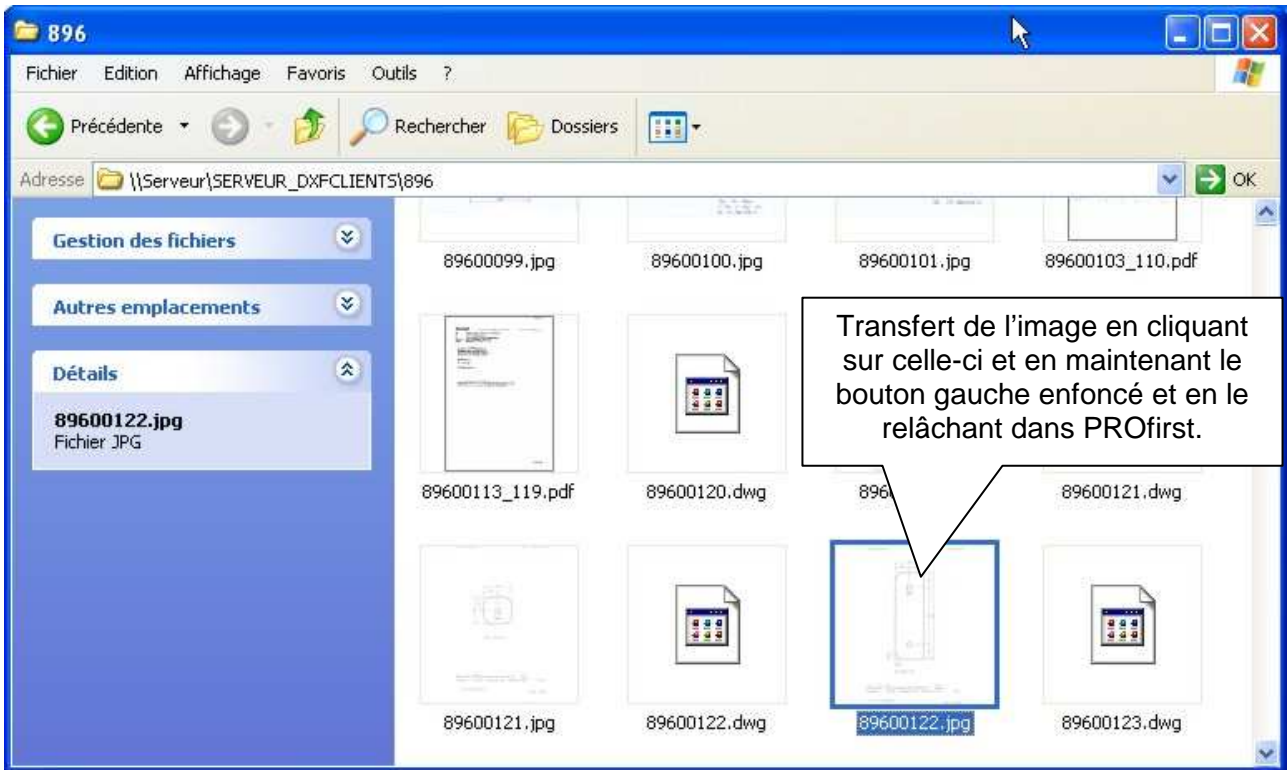 896
Fichier Edition Affichage Favoris Outils ?
Précédente Rechercher Dossiers
Adresse \\Serveur\SERVEUR_DXFCLIENTS\896 OK
Gestion des fichiers
Autres emplacements
Détails
89600122.jpg
Fichier JPG
89600099.jpg 89600100.jpg 89600101.jpg 89600103_110.pdf
Transfert de l’image en cliquant
sur celle-ci et en maintenant le
bouton gauche enfoncé et en le
relâchant dans PROfirst.
89600113_119.pdf 89600120.dwg 89600121.dwg
89600121.jpg 89600122.dwg 89600122.jpg 89600123.dwg